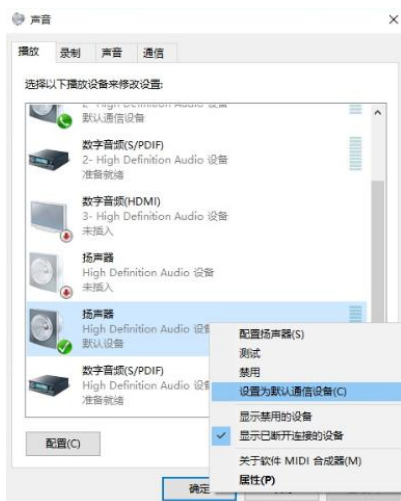 声音
播放 录制 声音 通信
选择以下播放设备来修改设置:
2- High Definition Audio 设备
默认通信设备
数字音频(S/PDIF)
2- High Definition Audio 设备
准备就绪
数字音频(HDMI)
3- High Definition Audio 设备
未插入
扬声器
High Definition Audio 设备
未插入
扬声器
High Definition Audio 设
默认设备
数字音频(S/PDIF)
High Definition Audio 设
准备就绪
配置扬声器(S)
测试
禁用
设置为默认通信设备(C)
显示禁用的设备
显示已断开连接的设备
关于软件 MIDI 合成器(M)
属性(P)
配置(C)
确定